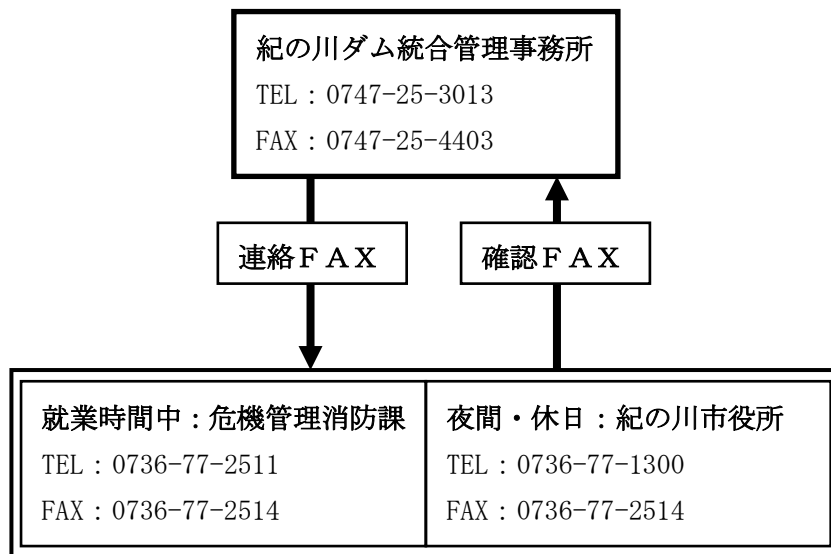 紀の川ダム統合管理事務所
TEL：0747-25-3013
FAX：0747-25-4403
連絡ＦＡＸ
確認ＦＡＸ
就業時間中：危機管理消防課
TEL：0736-77-2511
FAX：0736-77-2514
夜間・休日：紀の川市役所
TEL：0736-77-1300
FAX：0736-77-2514